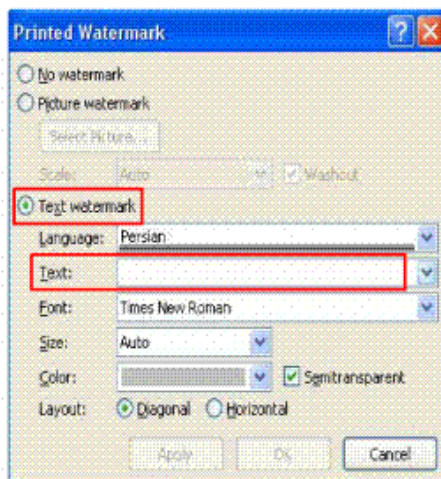 Printed Watermark
No watermark
Picture watermark
Select Picture...
Scale: Auto Washout
Text watermark
Language: Persian
Text:
Font: Times New Roman
Size: Auto
Color: Semitransparent
Layout: Diagonal Horizontal
Apply OK Cancel